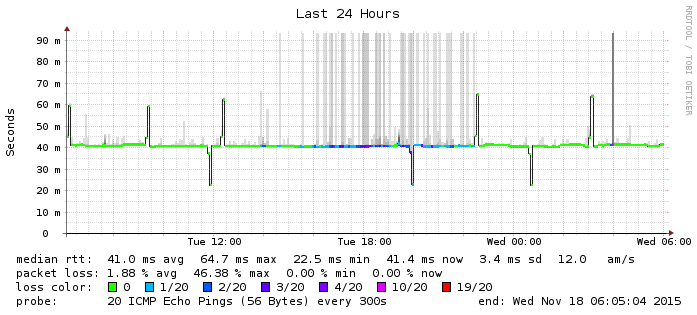 Last 24 Hours
RRDTOOL / TOBI OETIKER
Seconds
90 m
80 m
70 m
60 m
50 m
40 m
30 m
20 m
10 m
0
Tue 12:00 Tue 18:00 Wed 00:00 Wed 06:00
median rtt: 41.0 ms avg 64.7 ms max 22.5 ms min 41.4 ms now 3.4 ms sd 12.0 am/s
packet loss: 1.88 % avg 46.38 % max 0.00 % min 0.00 % now
loss color: 0 1/20 2/20 3/20 4/20 10/20 19/20
probe: 20 ICMP Echo Pings (56 Bytes) every 300s end: Wed Nov 18 06:05:04 2015